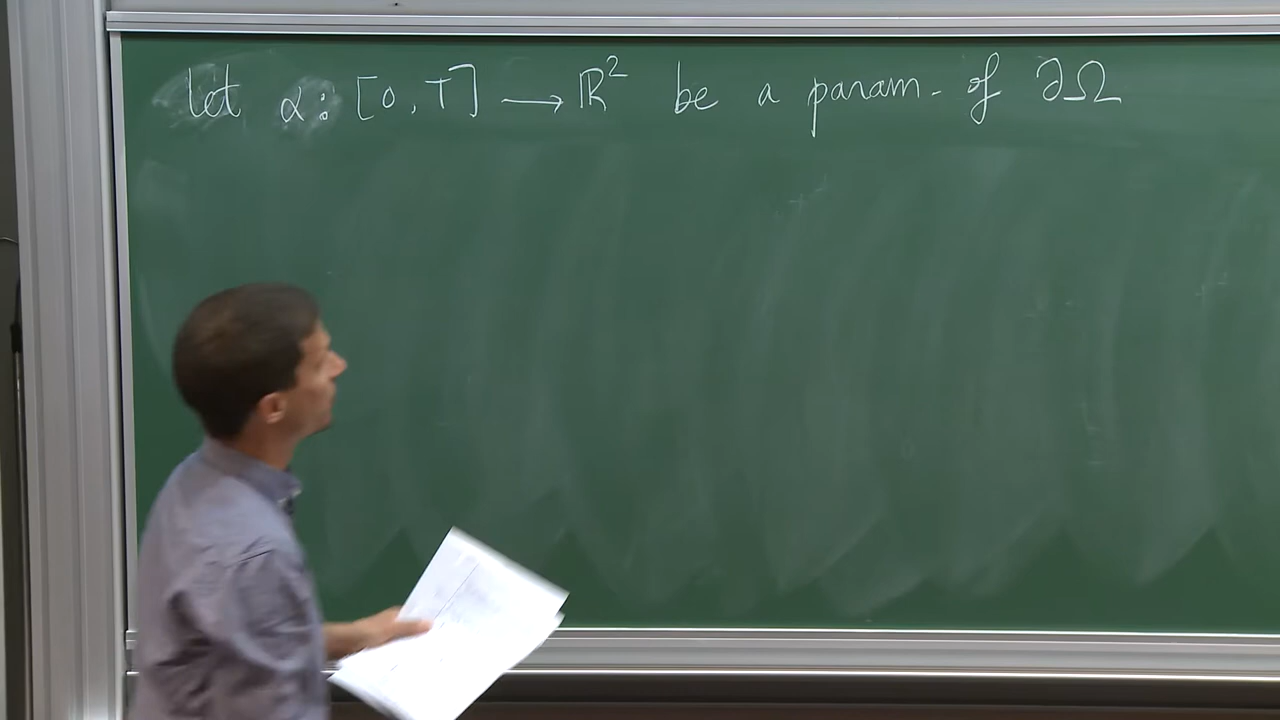 let α : [0, T] ⟶ ℝ² be a param. of ∂Ω